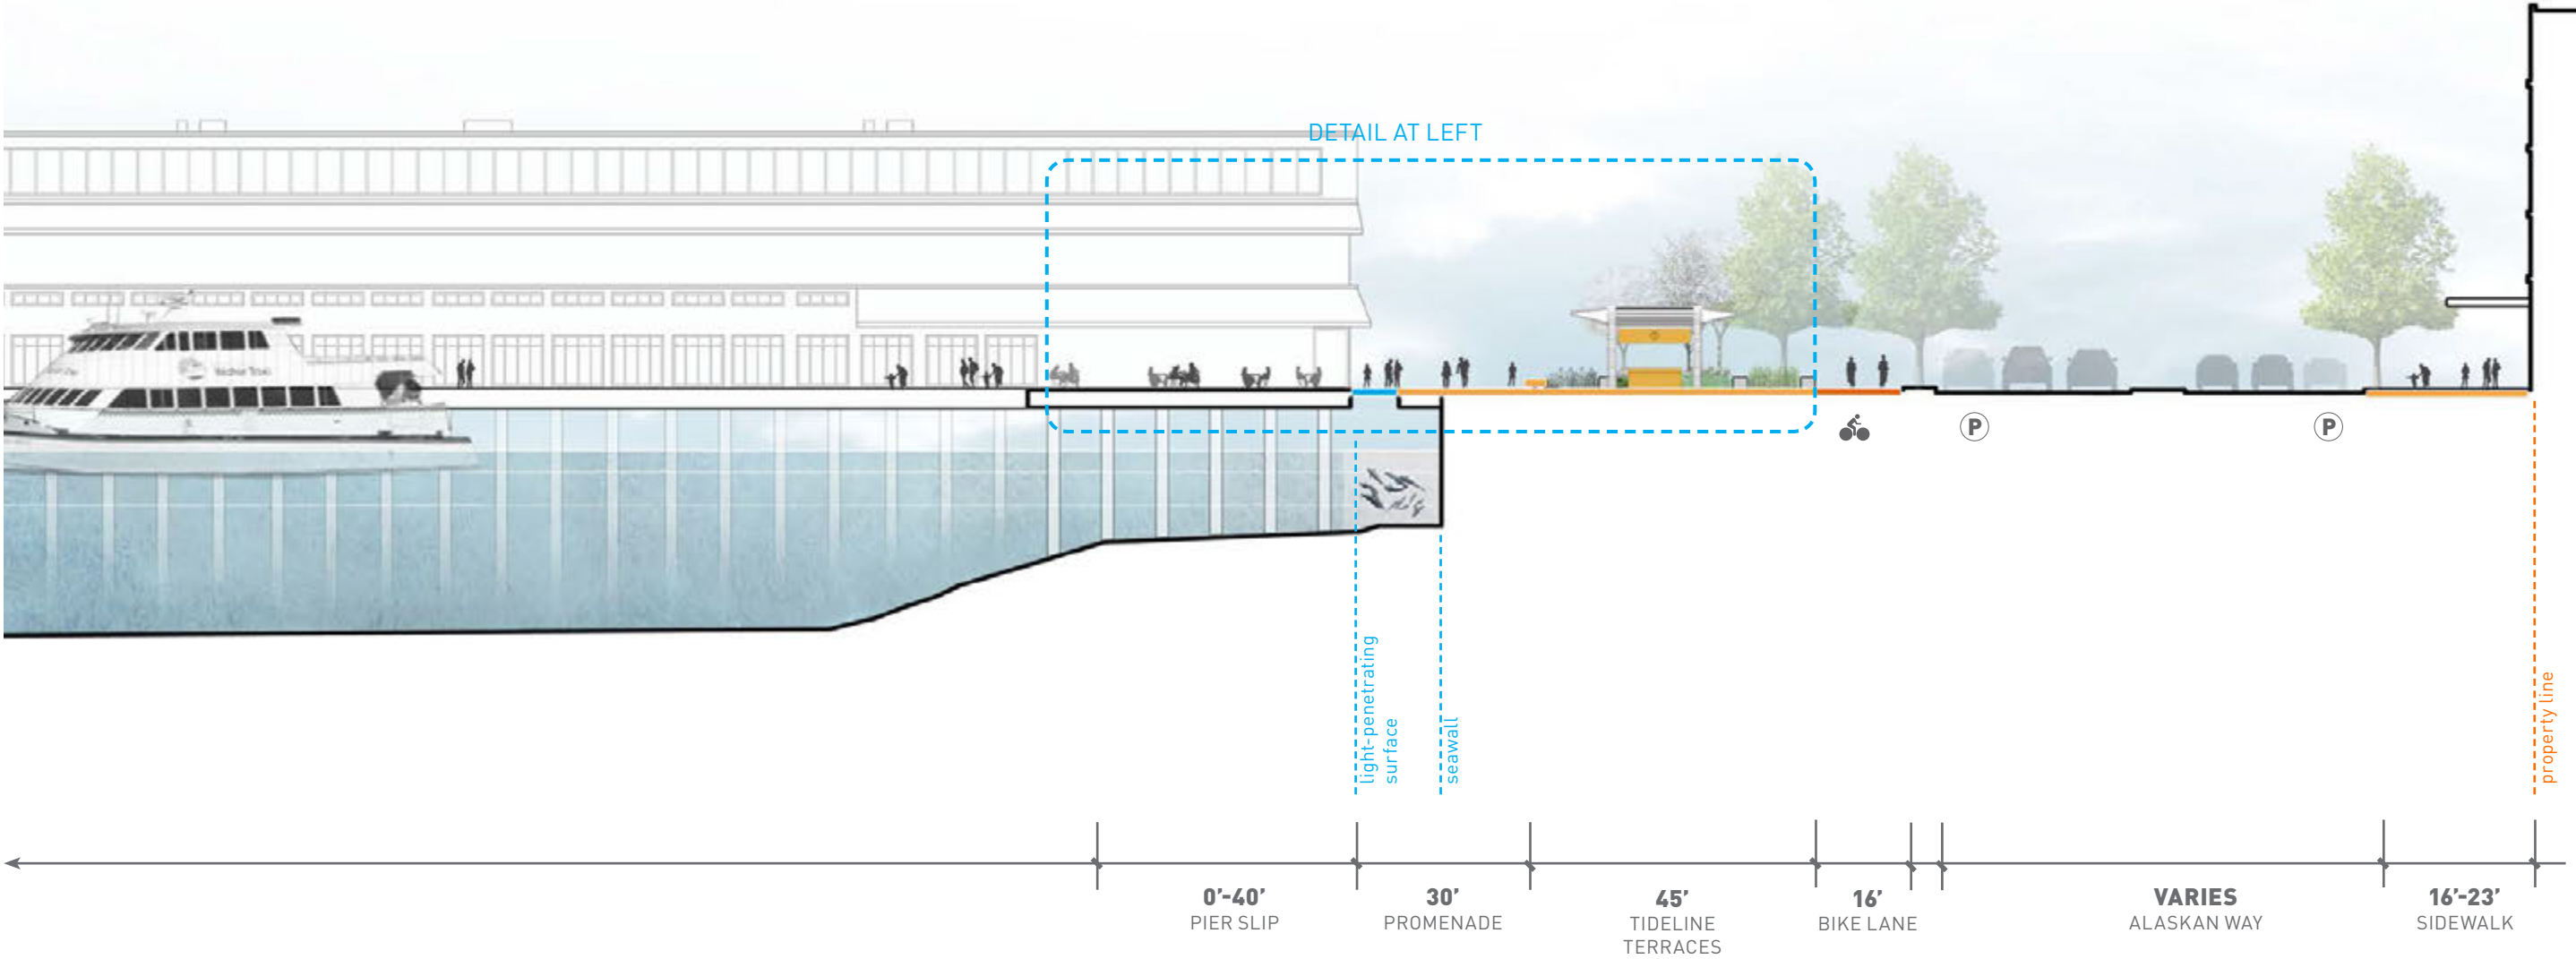 DETAIL AT LEFT
P
P
light-penetrating
surface
seawall
property line
0’-40’
PIER SLIP
30’
PROMENADE
45’
TIDELINE
TERRACES
16’
BIKE LANE
VARIES
ALASKAN WAY
16’-23’
SIDEWALK